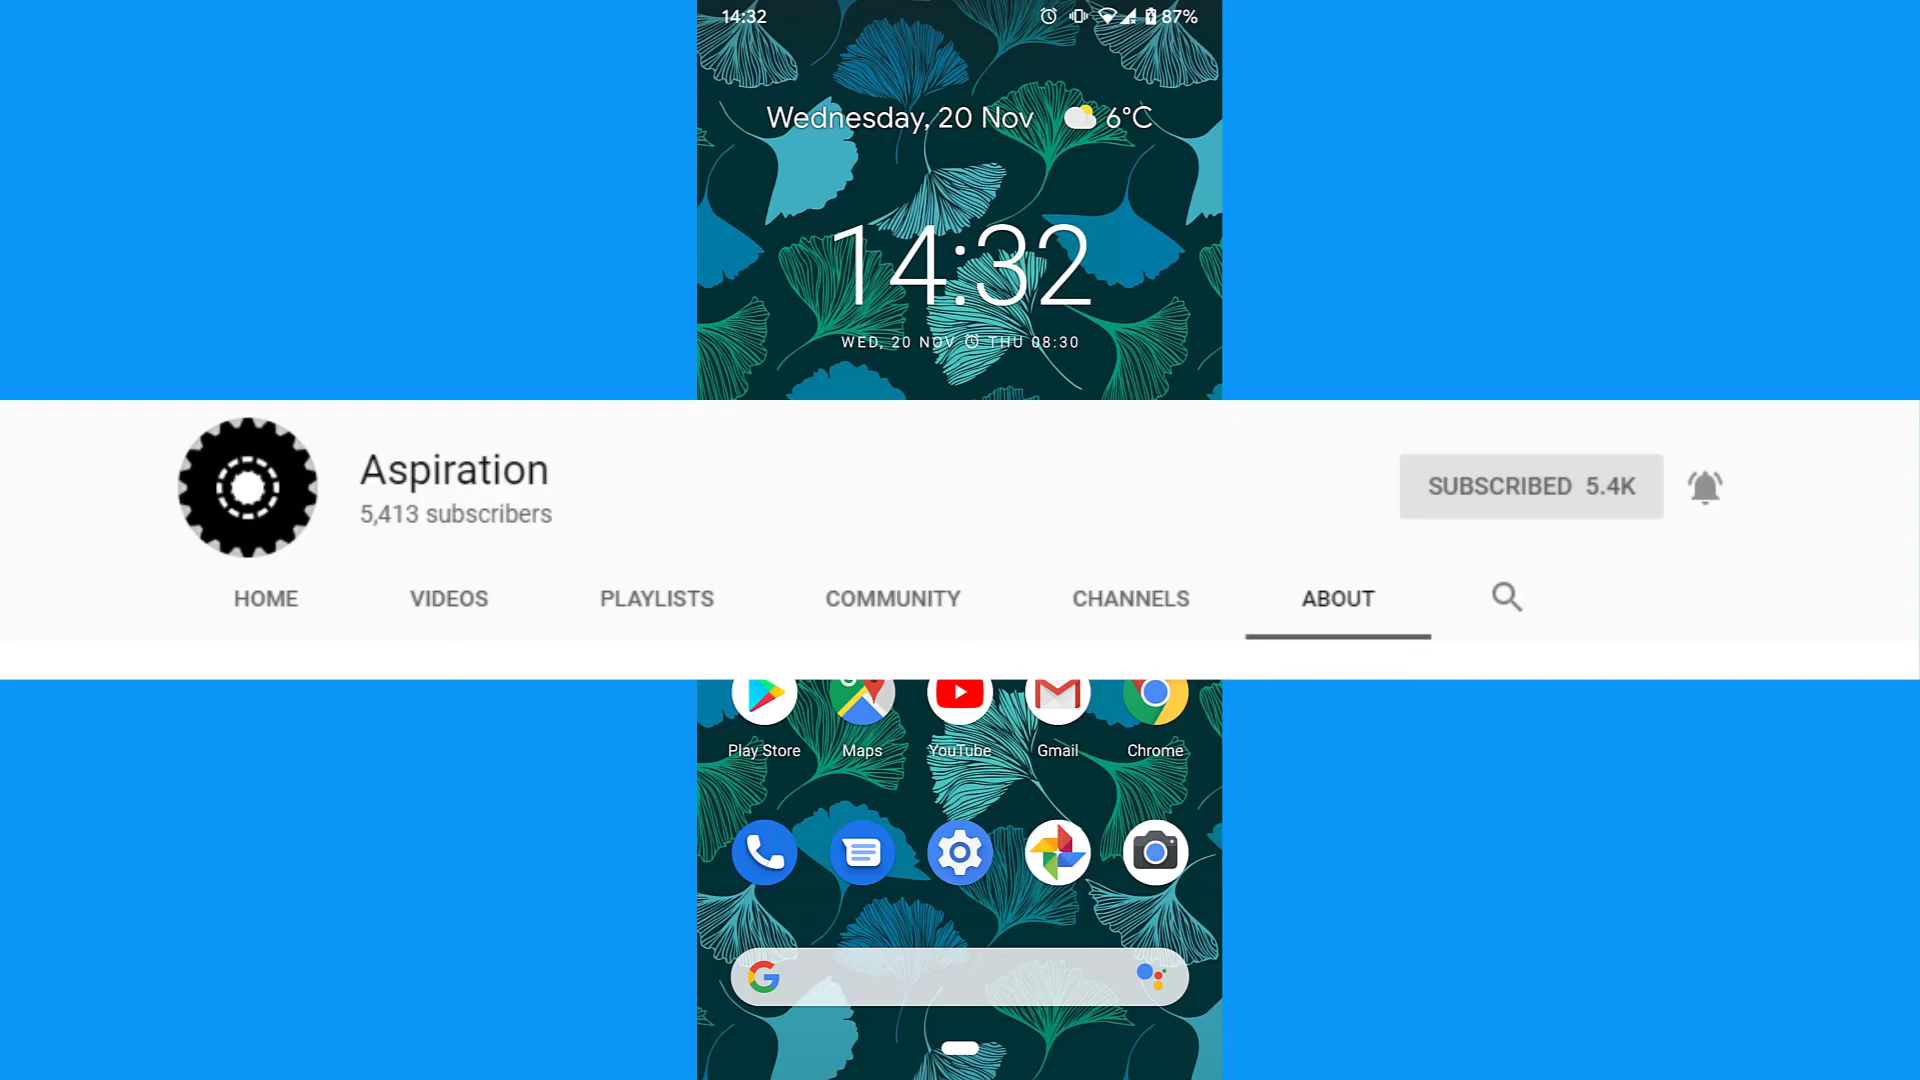 14:32 87%
Wednesday, 20 Nov 6°C
14:32
WED, 20 NOV THU 08:30
Aspiration
5,413 subscribers
SUBSCRIBED 5.4K
HOME VIDEOS PLAYLISTS COMMUNITY CHANNELS ABOUT
Play Store Maps YouTube Gmail Chrome